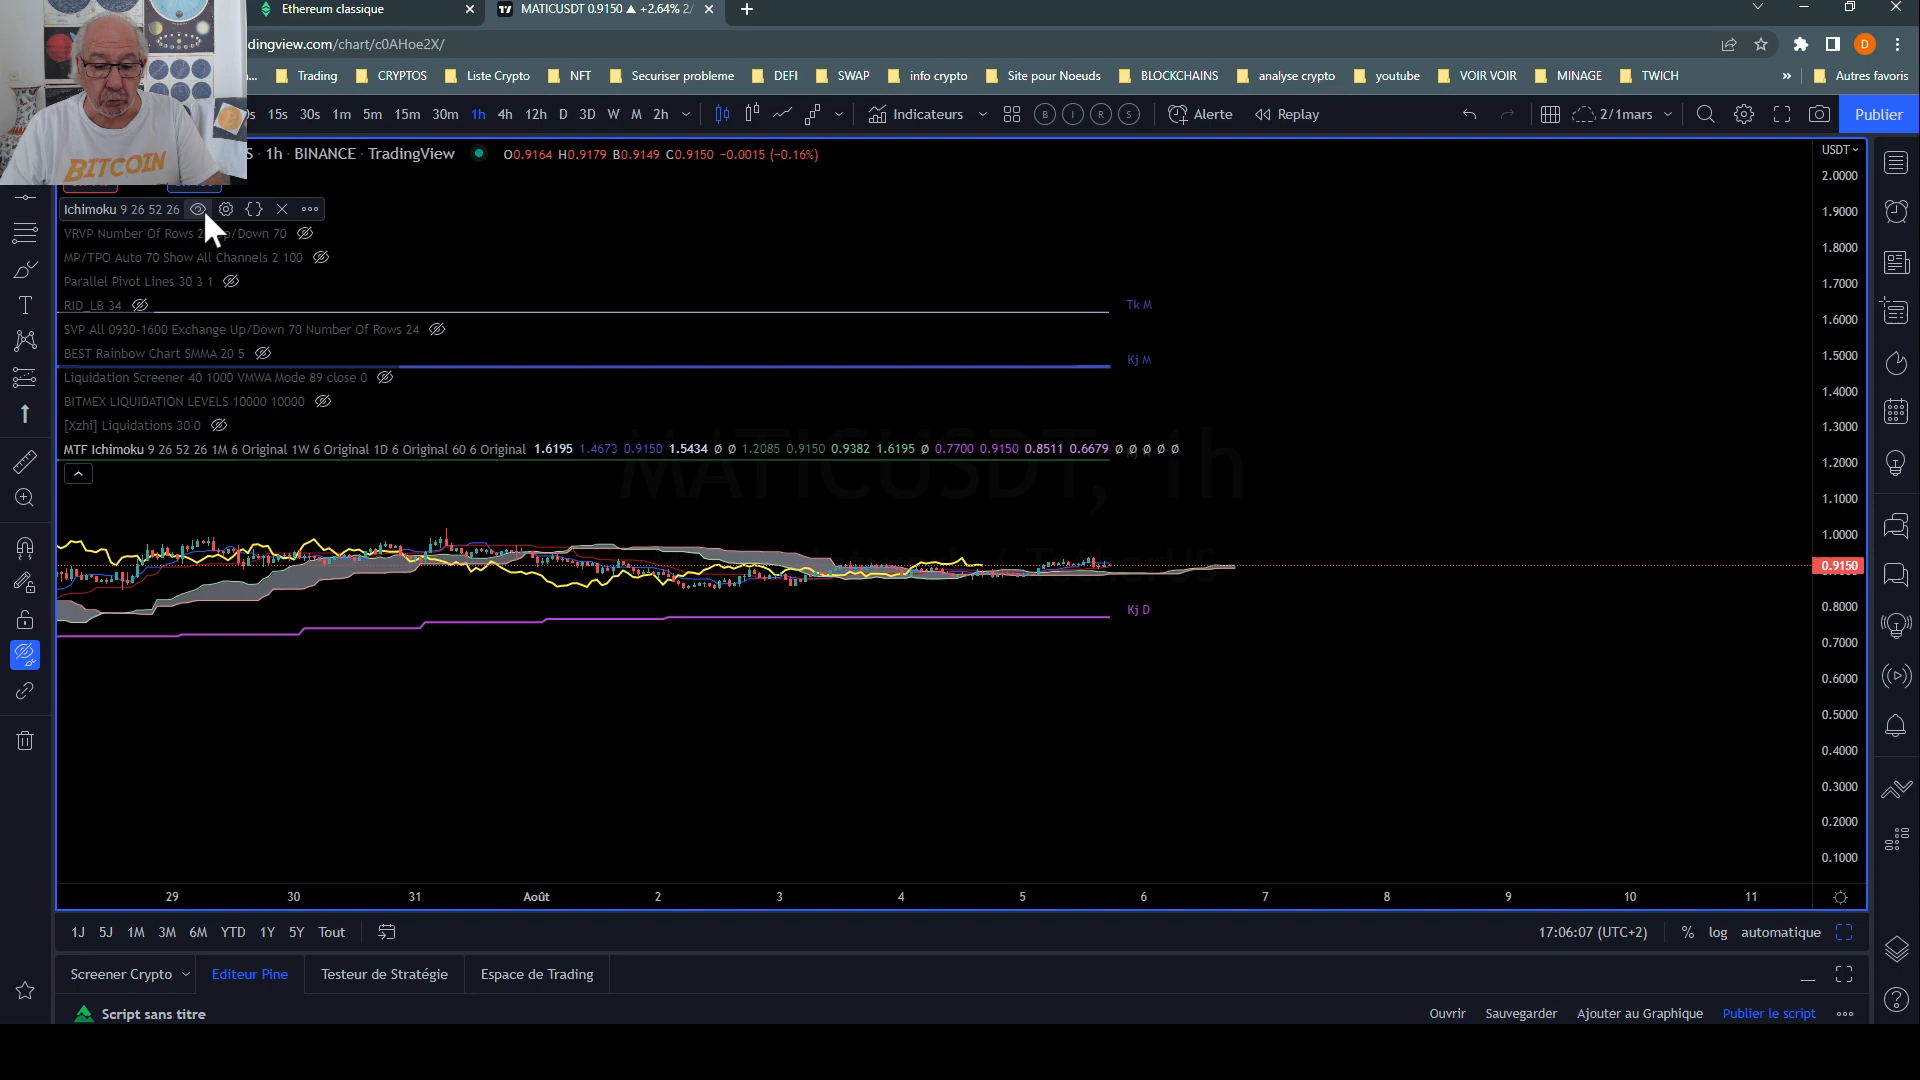 Ethereum classique
MATICUSDT 0.9150 ▲ +2.64% 2/
dingview.com/chart/c0AHoe2X/
D
Trading CRYPTOS Liste Crypto NFT Securiser probleme DEFI SWAP info crypto Site pour Noeuds BLOCKCHAINS analyse crypto youtube VOIR VOIR MINAGE TWICH » Autres favoris
15s 30s 1m 5m 15m 30m 1h 4h 12h D 3D W M 2h Indicateurs B I R S Alerte Replay 2/1mars Publier
S · 1h · BINANCE · TradingView O0.9164 H0.9179 B0.9149 C0.9150 −0.0015 (−0.16%) USDT
BITCOIN
2.0000
Ichimoku 9 26 52 26
1.9000
VRVP Number Of Rows
/Down 70
1.8000
MP/TPO Auto 70 Show All Channels 2 100
Parallel Pivot Lines 30 3 1
1.7000
RID_LB 34
Tk M
1.6000
SVP All 0930-1600 Exchange Up/Down 70 Number Of Rows 24
BEST Rainbow Chart SMMA 20 5
1.5000
Kj M
Liquidation Screener 40 1000 VMWA Mode 89 close 0
1.4000
BITMEX LIQUIDATION LEVELS 10000 10000
[Xzhi] Liquidations 30 0
1.3000
MTF Ichimoku 9 26 52 26 1M 6 Original 1W 6 Original 1D 6 Original 60 6 Original 1.6195 1.4673 0.9150 1.5434 ø ø 1.2085 0.9150 0.9382 1.6195 ø 0.7700 0.9150 0.8511 0.6679 ø ø ø ø ø
1.2000
MATICUSDT, 1h
1.1000
1.0000
0.9150
0.8000
Kj D
0.7000
0.6000
0.5000
0.4000
0.3000
0.2000
0.1000
29 30 31 Août 2 3 4 5 6 7 8 9 10 11
1J 5J 1M 3M 6M YTD 1Y 5Y Tout 17:06:07 (UTC+2) % log automatique
Screener Crypto Editeur Pine Testeur de Stratégie Espace de Trading
Script sans titre Ouvrir Sauvegarder Ajouter au Graphique Publier le script